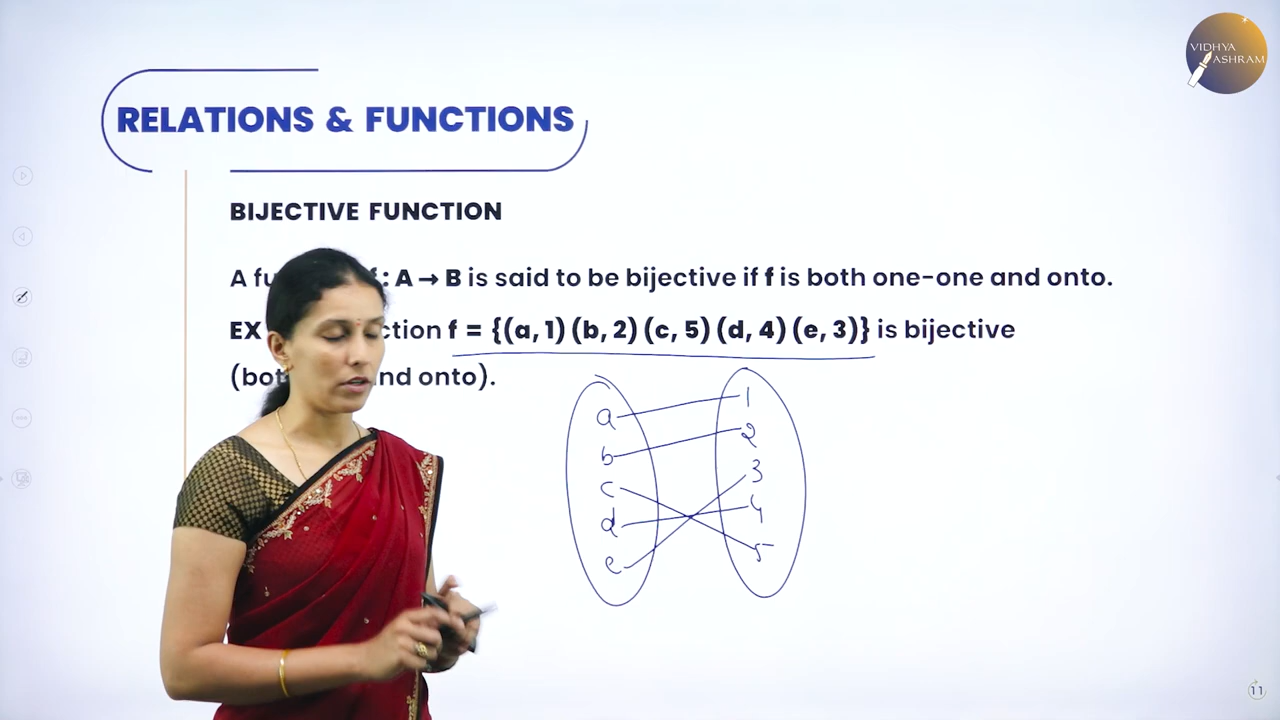 VIDHYA
ASHRAM
RELATIONS & FUNCTIONS
BIJECTIVE FUNCTION
A fu : A → B is said to be bijective if f is both one-one and onto.
EX ction f = {(a, 1) (b, 2) (c, 5) (d, 4) (e, 3)} is bijective
(bot nd onto).
a 1
b 2
c 3
d 4
e 5
11